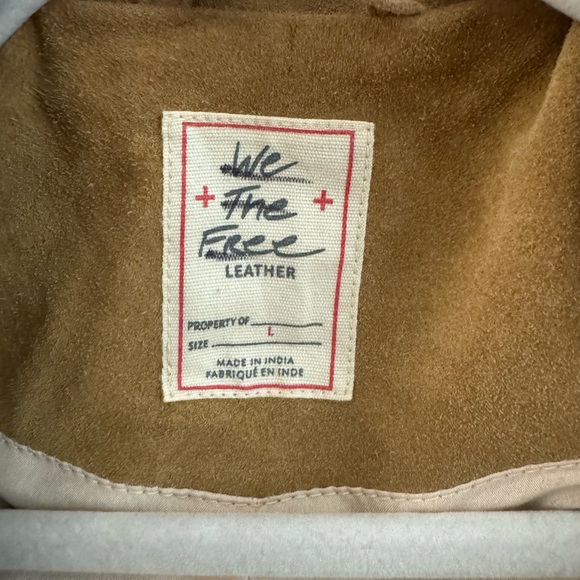 We
+ The +
Free
LEATHER
PROPERTY OF
L
SIZE
MADE IN INDIA
FABRIQUÉ EN INDE